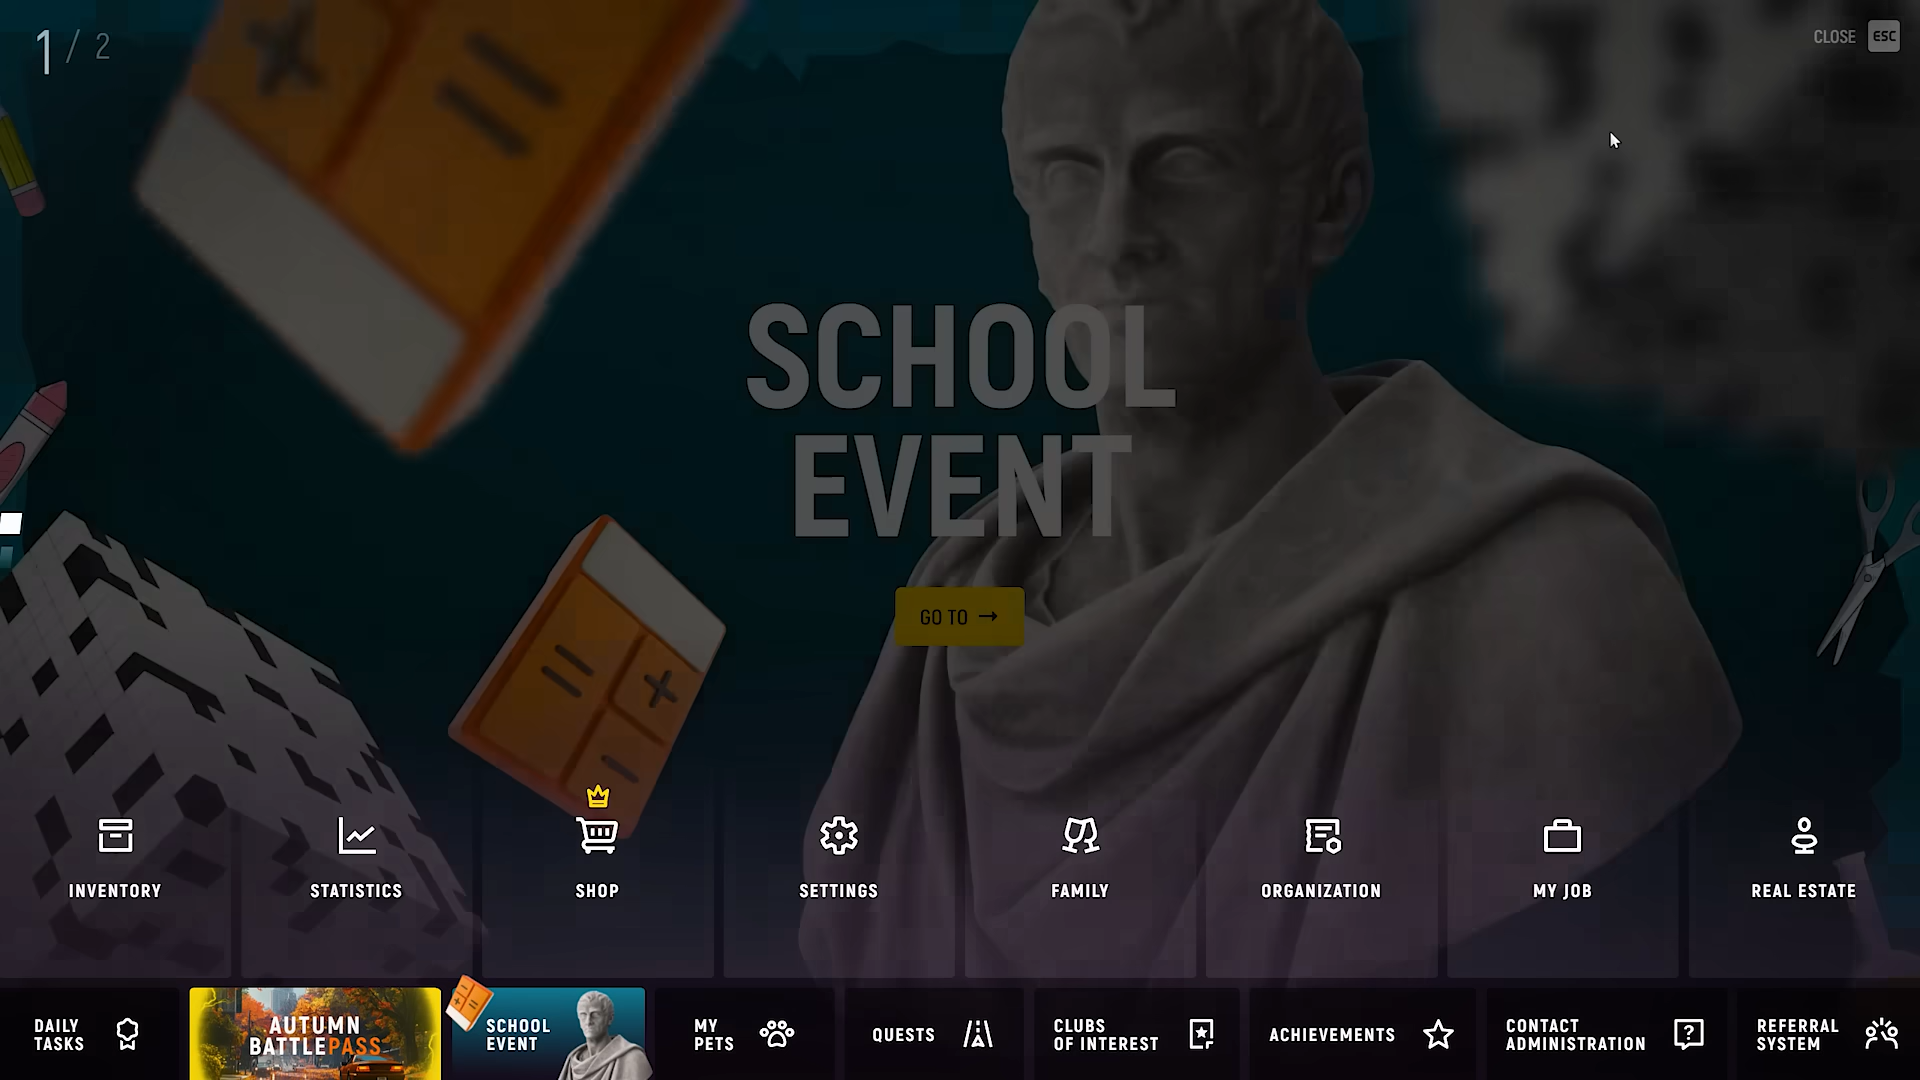 1 / 2
CLOSE ESC
SCHOOL
EVENT
GO TO →
INVENTORY
STATISTICS
SHOP
SETTINGS
FAMILY
ORGANIZATION
MY JOB
REAL ESTATE
DAILY
TASKS
AUTUMN
BATTLEPASS
SCHOOL
EVENT
MY
PETS
QUESTS
CLUBS
OF INTEREST
ACHIEVEMENTS
CONTACT
ADMINISTRATION
REFERRAL
SYSTEM